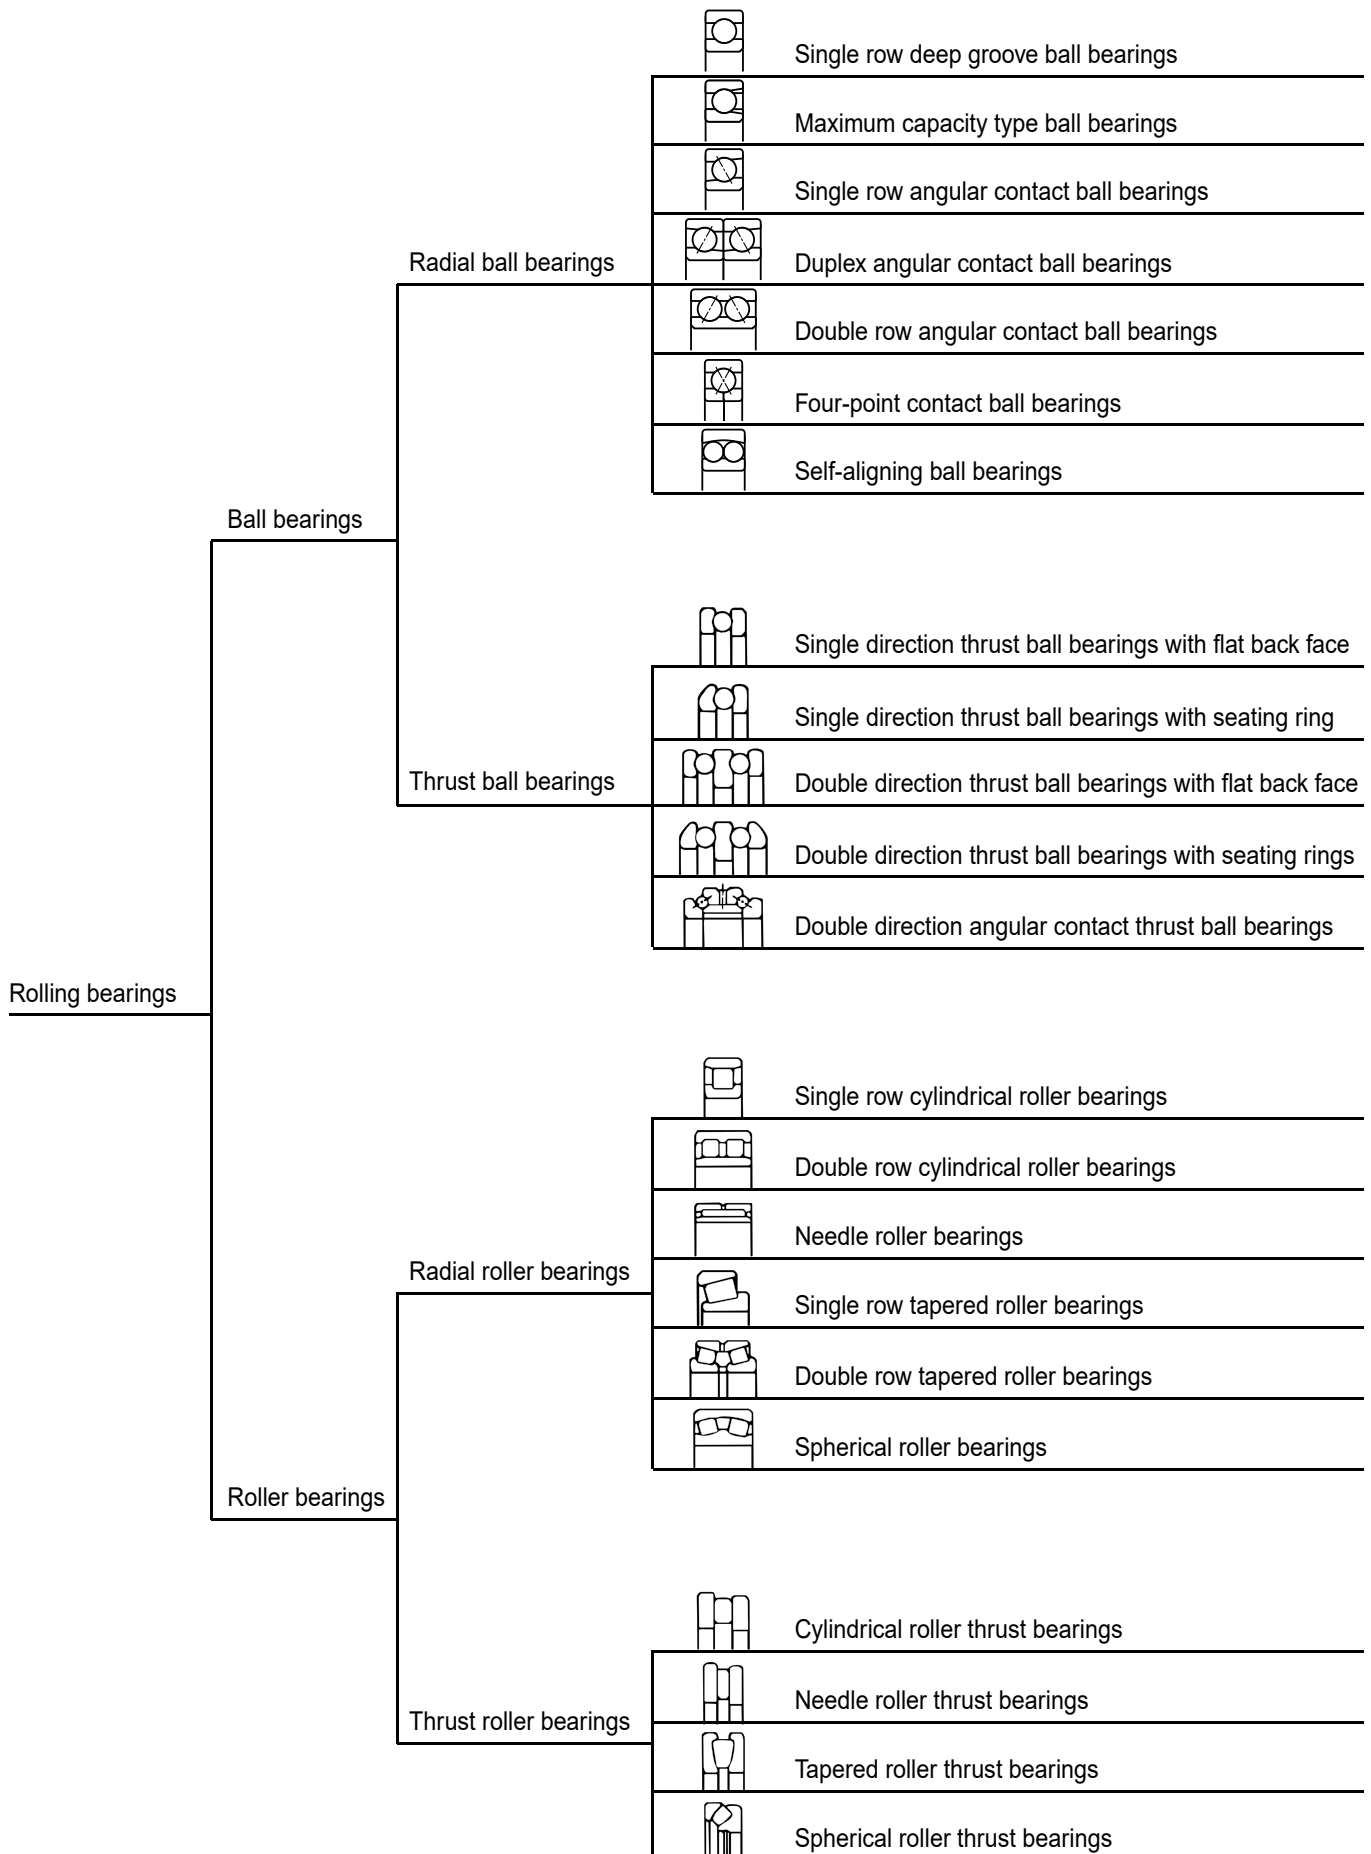 Single row deep groove ball bearings
Maximum capacity type ball bearings
Single row angular contact ball bearings
Radial ball bearings
Duplex angular contact ball bearings
Double row angular contact ball bearings
Four-point contact ball bearings
Self-aligning ball bearings
Ball bearings
Single direction thrust ball bearings with flat back face
Single direction thrust ball bearings with seating ring
Thrust ball bearings
Double direction thrust ball bearings with flat back face
Double direction thrust ball bearings with seating rings
Double direction angular contact thrust ball bearings
Rolling bearings
Single row cylindrical roller bearings
Double row cylindrical roller bearings
Needle roller bearings
Radial roller bearings
Single row tapered roller bearings
Double row tapered roller bearings
Spherical roller bearings
Roller bearings
Cylindrical roller thrust bearings
Needle roller thrust bearings
Thrust roller bearings
Tapered roller thrust bearings
Spherical roller thrust bearings